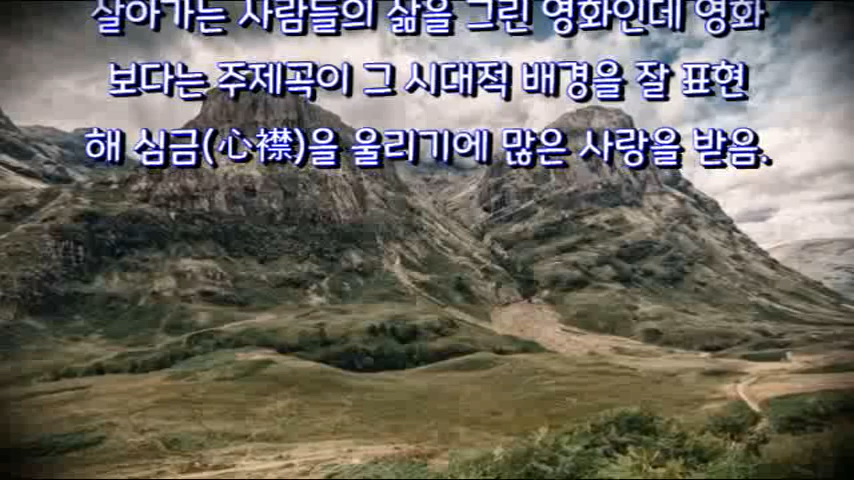 살아가는 사람들의 삶을 그린 영화인데 영화
보다는 주제곡이 그 시대적 배경을 잘 표현
해 심금(心襟)을 울리기에 많은 사랑을 받음.